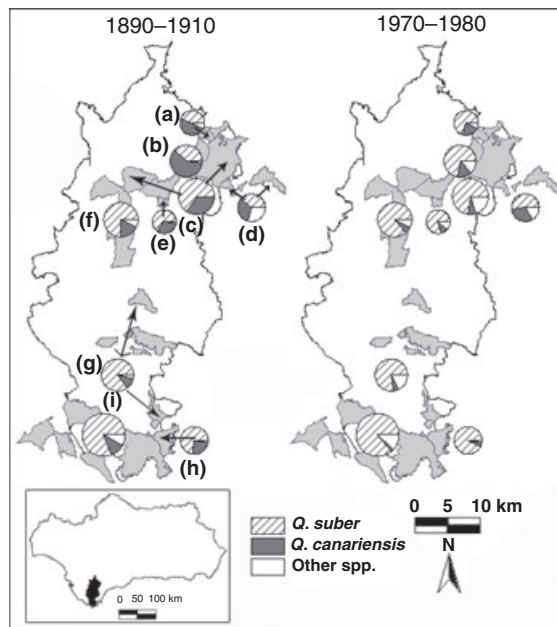 1890–1910
1970–1980
(a)
(b)
(c)
(d)
(e)
(f)
(g)
(i)
(h)
Q. suber
Q. canariensis
Other spp.
0 5 10 km
N
0 50 100 km